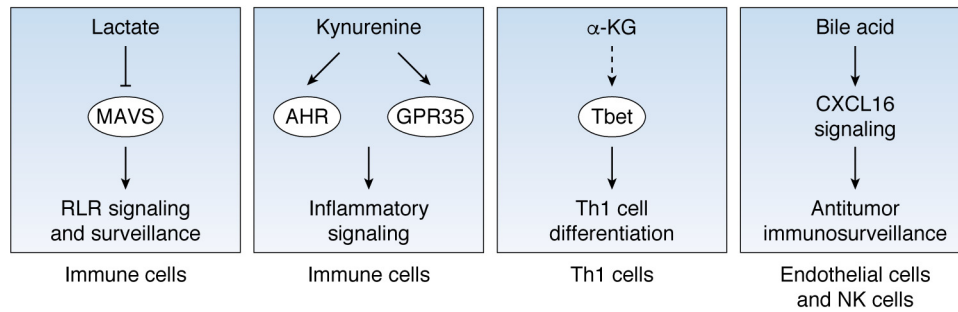 Lactate
MAVS
RLR signaling
and surveillance
Immune cells
Kynurenine
AHR
GPR35
Inflammatory
signaling
Immune cells
α-KG
Tbet
Th1 cell
differentiation
Th1 cells
Bile acid
CXCL16
signaling
Antitumor
immunosurveillance
Endothelial cells
and NK cells